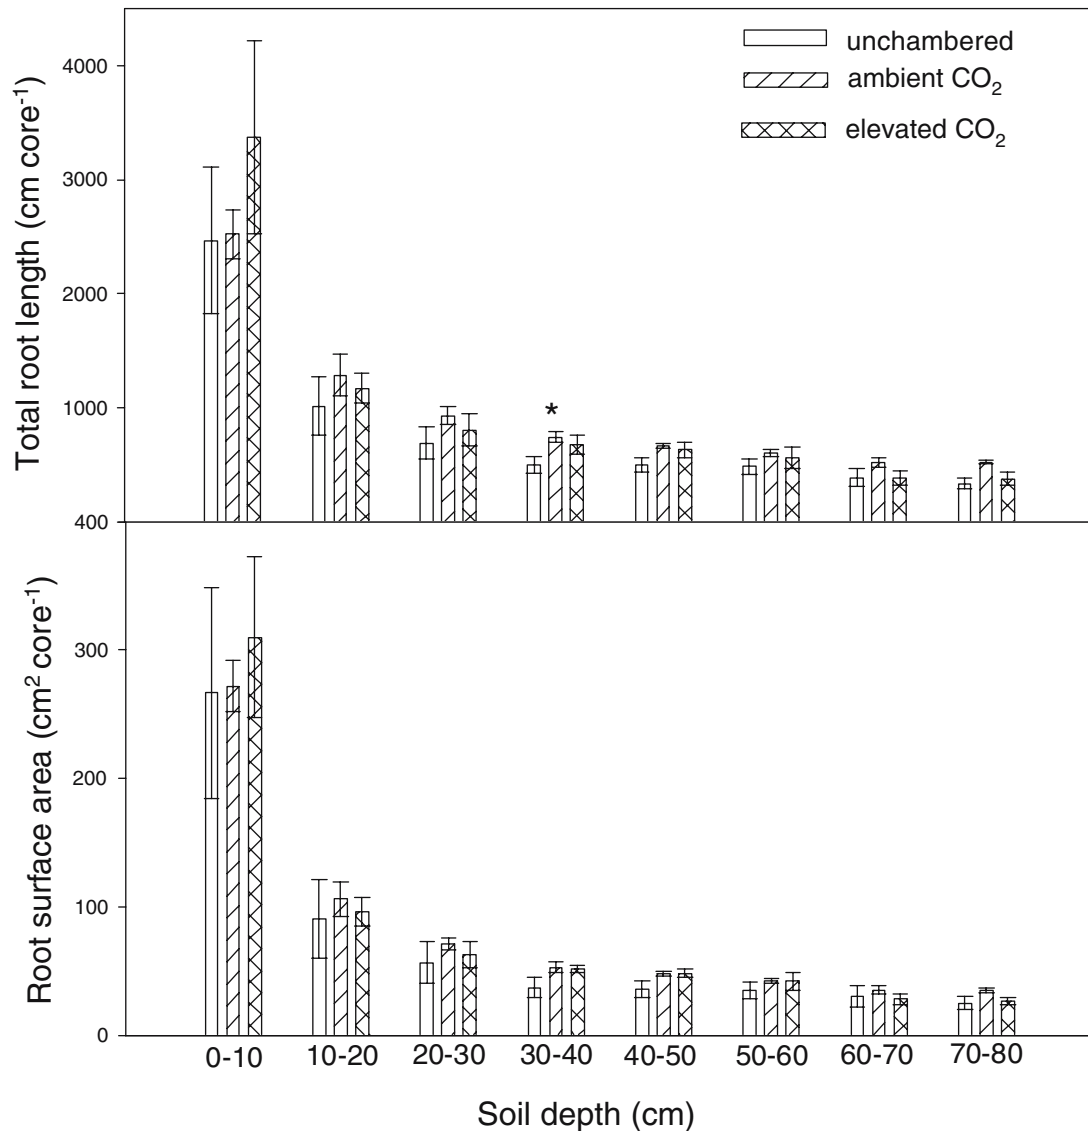 unchambered
ambient CO₂
elevated CO₂
Total root length (cm core⁻¹)
4000
3000
2000
1000
*
400
Root surface area (cm² core⁻¹)
300
200
100
0
0-10 10-20 20-30 30-40 40-50 50-60 60-70 70-80
Soil depth (cm)